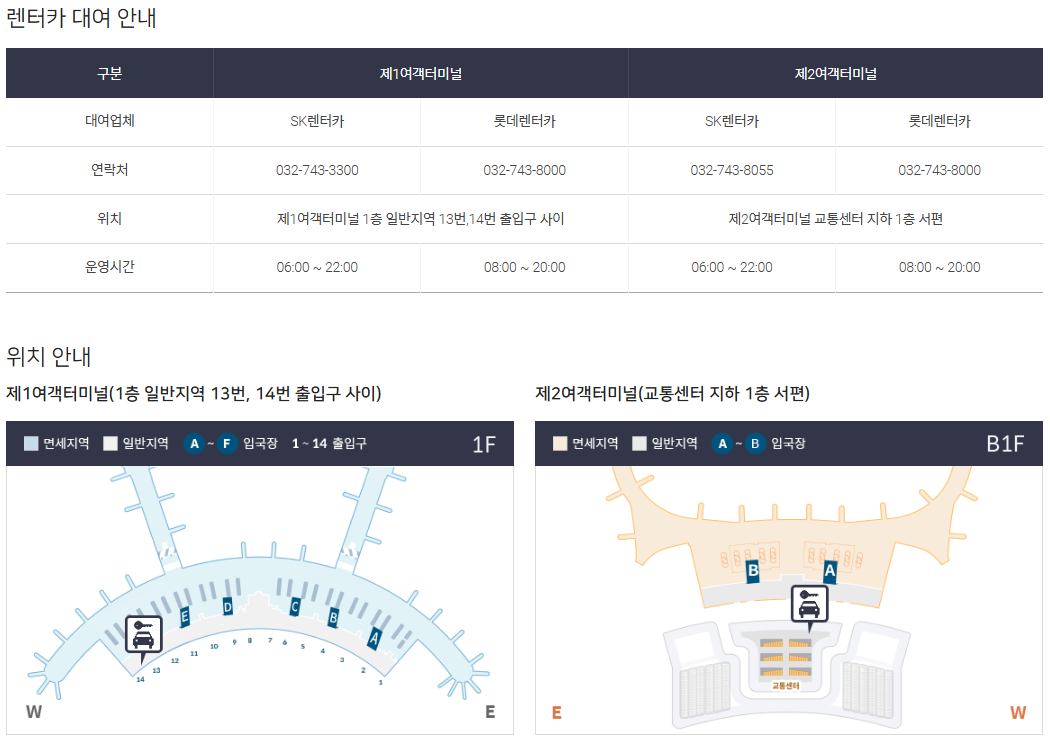 렌터카 대여 안내
구분 제1여객터미널 제2여객터미널
대여업체 SK렌터카 롯데렌터카 SK렌터카 롯데렌터카
연락처 032-743-3300 032-743-8000 032-743-8055 032-743-8000
위치 제1여객터미널 1층 일반지역 13번,14번 출입구 사이 제2여객터미널 교통센터 지하 1층 서편
운영시간 06:00 ~ 22:00 08:00 ~ 20:00 06:00 ~ 22:00 08:00 ~ 20:00
위치 안내
제1여객터미널(1층 일반지역 13번, 14번 출입구 사이)
면세지역 일반지역 A ~ F 입국장 1 ~ 14 출입구 1F
E D C B A
14 13 12 11 10 9 8 7 6 5 4 3 2 1
W E
제2여객터미널(교통센터 지하 1층 서편)
면세지역 일반지역 A ~ B 입국장 B1F
B A
교통센터
E W